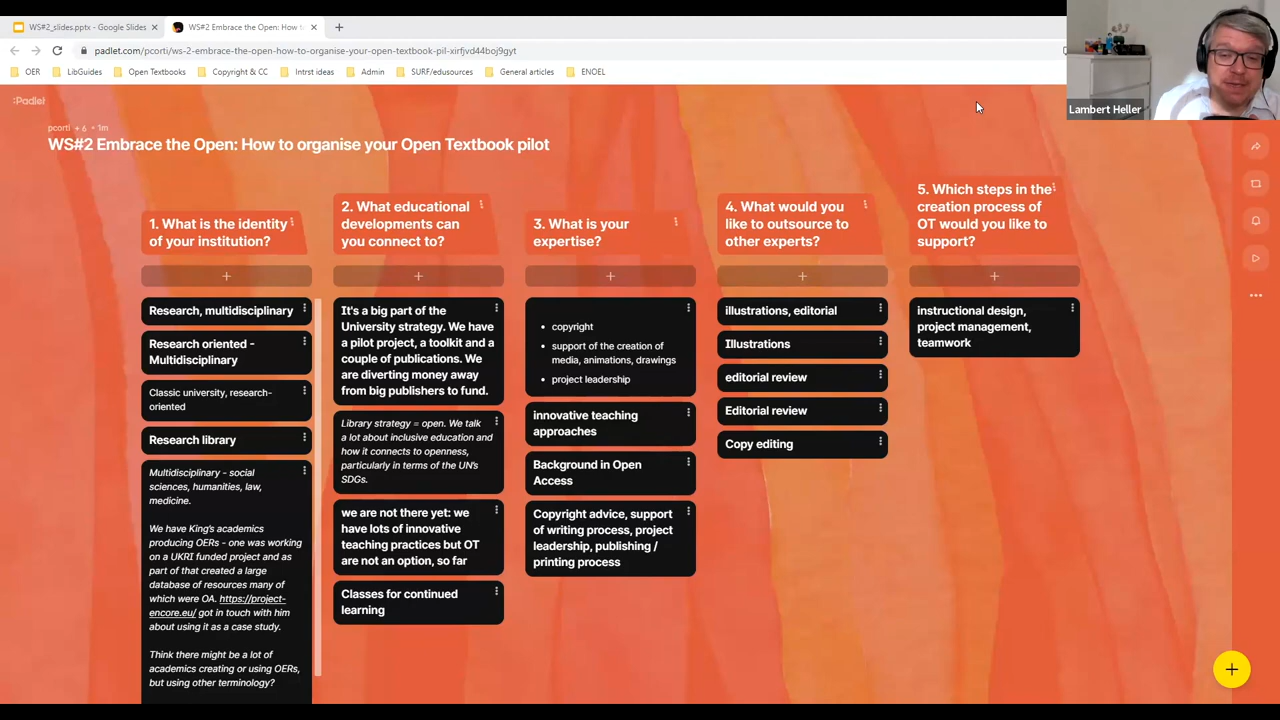 WS#2_slides.pptx - Google Slides
WS#2 Embrace the Open: How t
padlet.com/pcorti/ws-2-embrace-the-open-how-to-organise-your-open-textbook-pil-xirfjvd44boj9gyt
OER
LibGuides
Open Textbooks
Copyright & CC
Intrst ideas
Admin
SURF/edusources
General articles
ENOEL
Lambert Heller
:Padlet
pcorti + 6 • 1m
WS#2 Embrace the Open: How to organise your Open Textbook pilot
1. What is the identity
of your institution?
Research, multidisciplinary
Research oriented -
Multidisciplinary
Classic university, research-
oriented
Research library
Multidisciplinary - social
sciences, humanities, law,
medicine.
We have King's academics
producing OERs - one was working
on a UKRI funded project and as
part of that created a large
database of resources many of
which were OA. https://project-
encore.eu/ got in touch with him
about using it as a case study.
Think there might be a lot of
academics creating or using OERs,
but using other terminology?
2. What educational
developments can
you connect to?
It's a big part of the
University strategy. We have
a pilot project, a toolkit and a
couple of publications. We
are diverting money away
from big publishers to fund.
Library strategy = open. We talk
a lot about inclusive education and
how it connects to openness,
particularly in terms of the UN's
SDGs.
we are not there yet: we
have lots of innovative
teaching practices but OT
are not an option, so far
Classes for continued
learning
3. What is your
expertise?
• copyright
• support of the creation of
media, animations, drawings
• project leadership
innovative teaching
approaches
Background in Open
Access
Copyright advice, support
of writing process, project
leadership, publishing /
printing process
4. What would you
like to outsource to
other experts?
illustrations, editorial
Illustrations
editorial review
Editorial review
Copy editing
5. Which steps in the
creation process of
OT would you like to
support?
instructional design,
project management,
teamwork